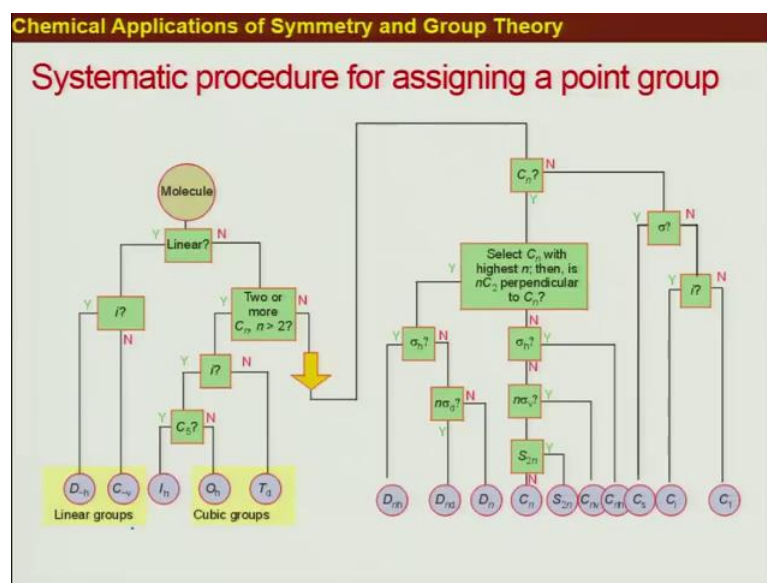 Chemical Applications of Symmetry and Group Theory
Systematic procedure for assigning a point group
Molecule
Y
N
Linear?
Y
i?
N
Two or
more
Cₙ, n > 2?
Y
N
i?
Y
N
C₅?
Y
N
D∞h
C∞v
Iₕ
Oₕ
T_d
Linear groups
Cubic groups
Cₙ?
N
Y
Select Cₙ with
highest n; then, is
nC₂ perpendicular
to Cₙ?
Y
N
σₕ?
Y
N
nσ_d?
N
Y
σₕ?
Y
N
nσᵥ?
Y
N
S₂ₙ
Y
N
σ?
Y
N
i?
Y
N
Dₙₕ
Dₙd
Dₙ
Cₙ
S₂ₙ
Cₙᵥ
Cₙₕ
Cₛ
Cᵢ
C₁